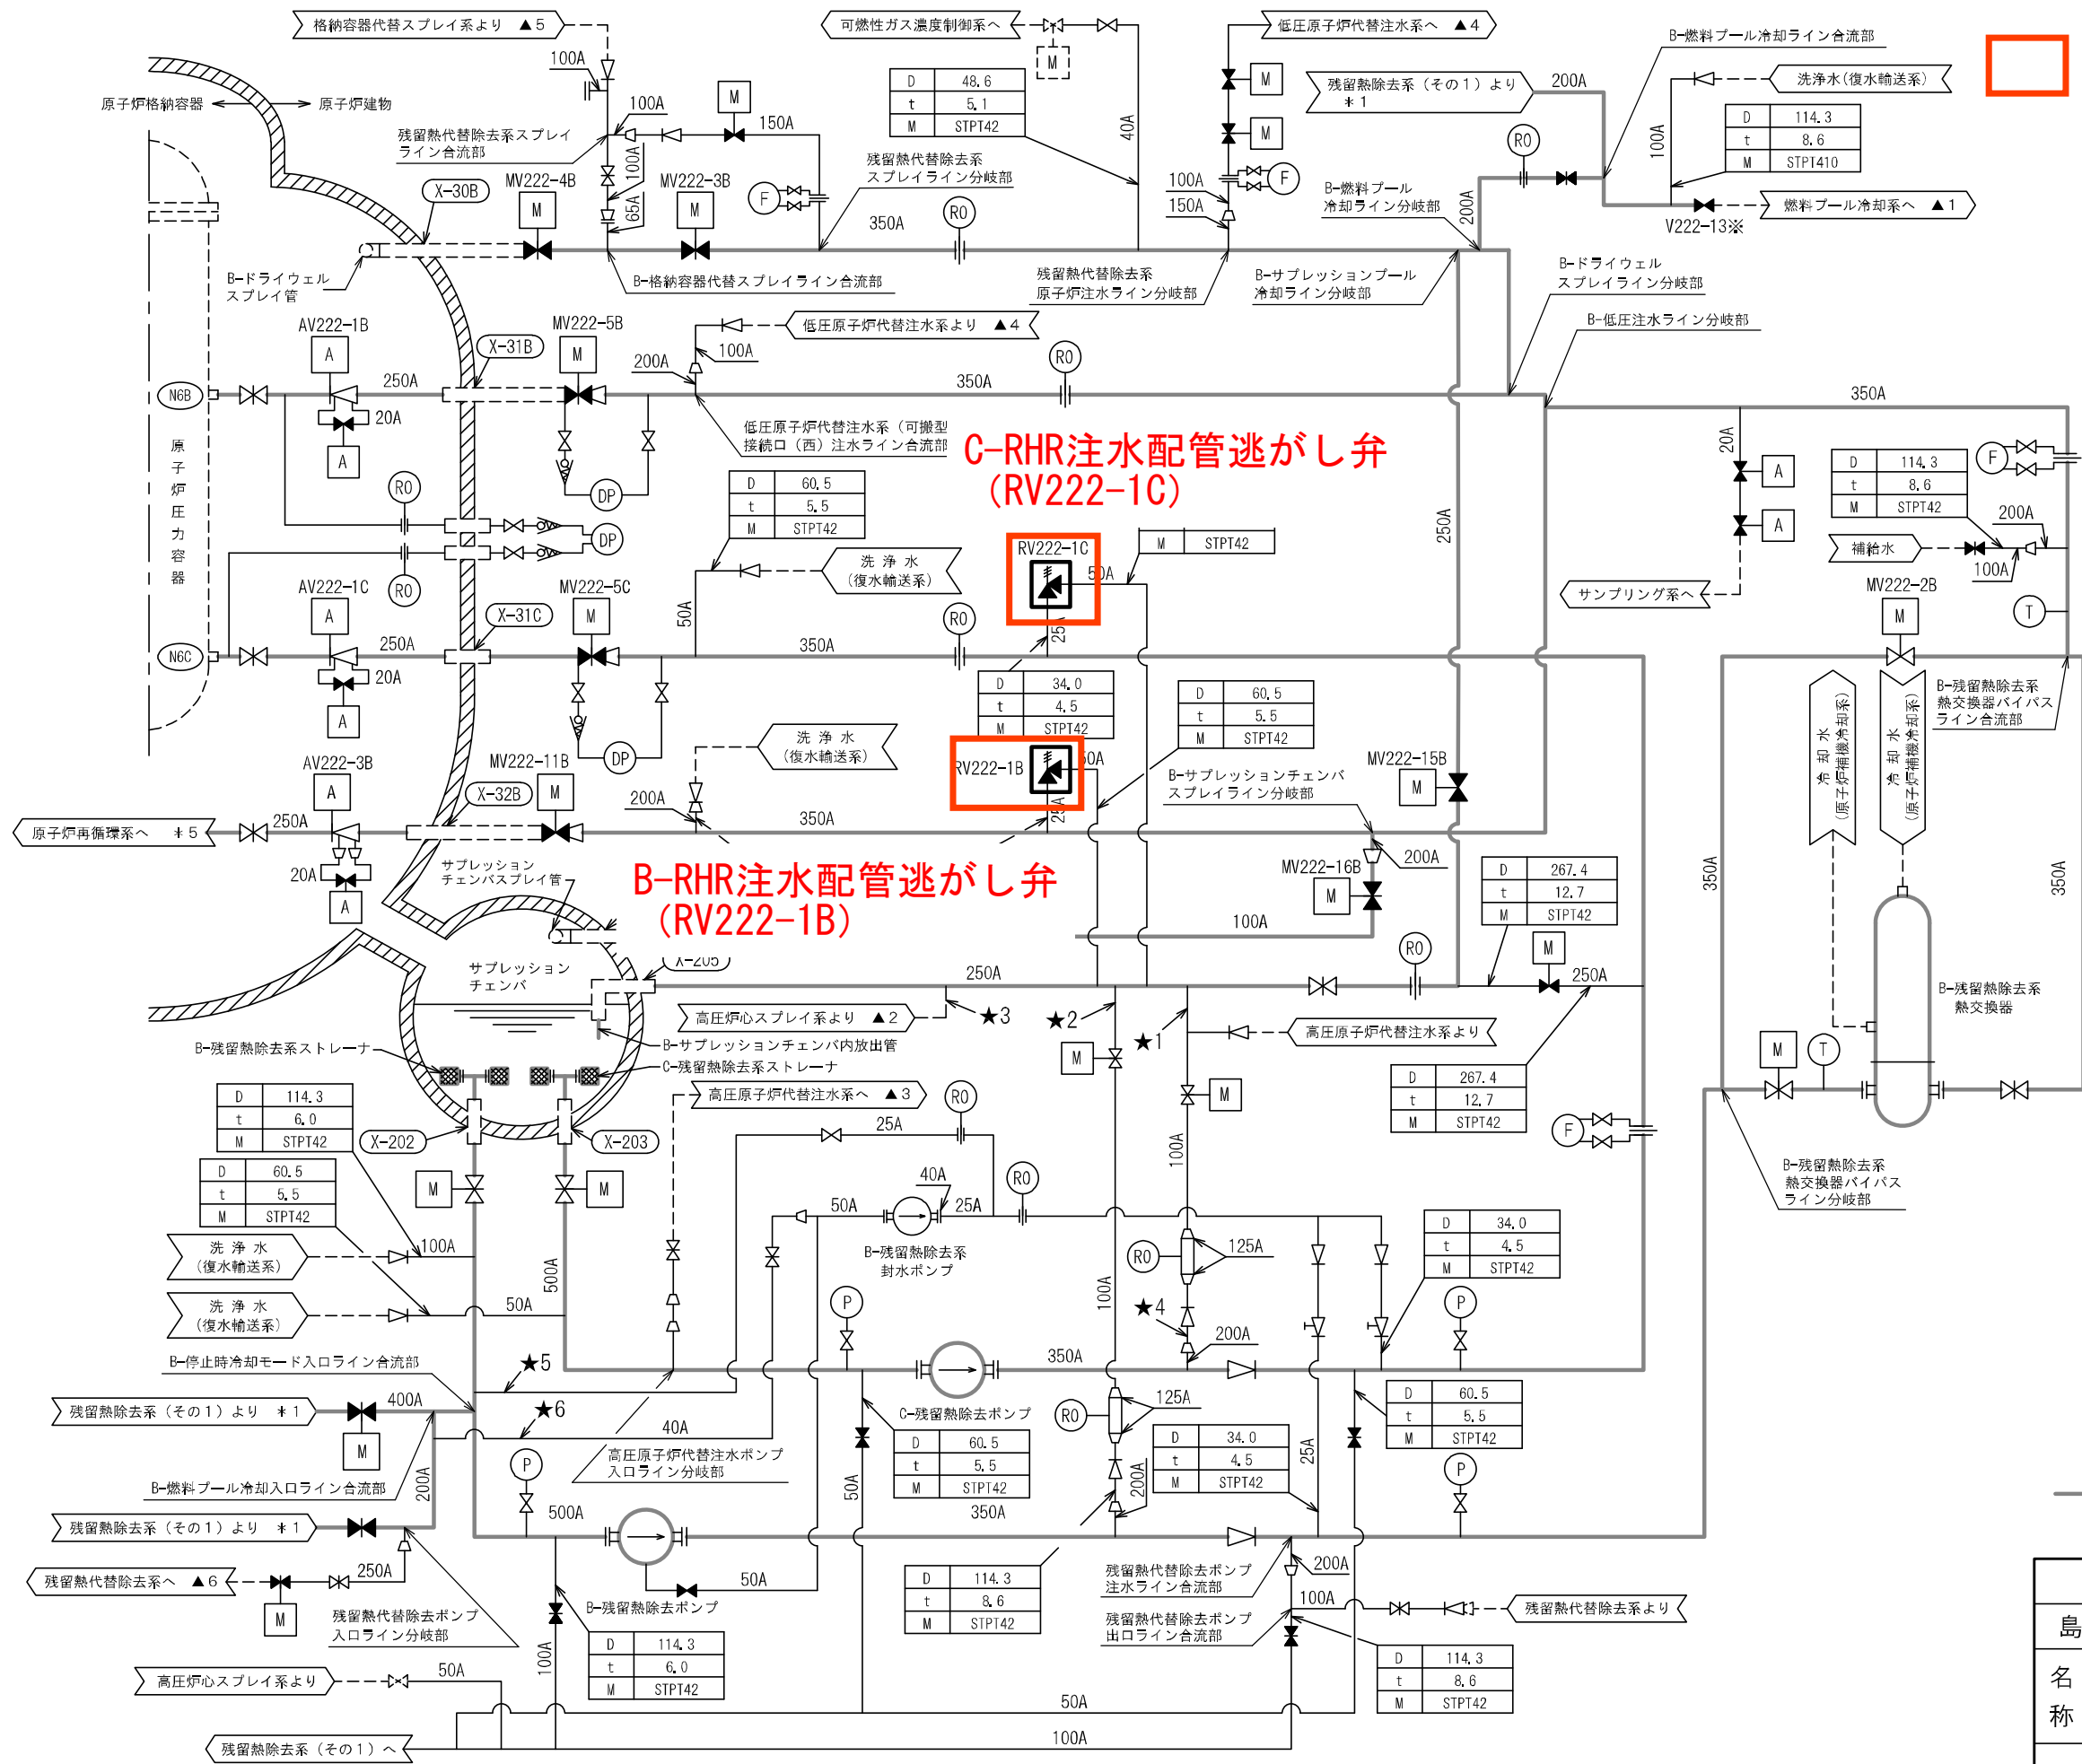 格納容器代替スプレイ系より ▲5
可燃性ガス濃度制御系へ
低圧原子炉代替注水系へ ▲4
B-燃料プール冷却ライン合流部
残留熱除去系(その1)より
*1
200A
洗浄水(復水輸送系)
100A
M
D 48.6
t 5.1
M STPT42
40A
M
M
D 114.3
t 8.6
M STPT410
100A
原子炉格納容器
原子炉建物
100A
M
150A
残留熱代替除去系スプレイ
ライン合流部
残留熱代替除去系
スプレイライン分岐部
RO
X-30B
MV222-4B
MV222-3B
100A
65A
M
M
F
350A
RO
100A
150A
F
B-燃料プール
冷却ライン分岐部
200A
燃料プール冷却系へ ▲1
V222-13※
B-ドライウェル
スプレイ管
B-格納容器代替スプレイライン合流部
残留熱代替除去系
原子炉注水ライン分岐部
B-サプレッションプール
冷却ライン分岐部
B-ドライウェル
スプレイライン分岐部
B-低圧注水ライン分岐部
AV222-1B
A
MV222-5B
M
X-31B
低圧原子炉代替注水系より ▲4
100A
200A
RO
N6B
250A
350A
350A
20A
A
低圧原子炉代替注水系(可搬型
接続口(西)注水ライン合流部
C-RHR注水配管逃がし弁
(RV222-1C)
20A
A
A
F
D 114.3
t 8.6
M STPT42
200A
補給水
100A
原子炉圧力容器
RO
DP
DP
RO
D 60.5
t 5.5
M STPT42
洗浄水
(復水輸送系)
RV222-1C
50A
M STPT42
250A
サンプリング系へ
MV222-2B
M
T
AV222-1C
A
MV222-5C
M
X-31C
50A
RO
25A
N6C
250A
350A
20A
A
DP
D 34.0
t 4.5
M STPT42
D 60.5
t 5.5
M STPT42
冷却水
(原子炉補機冷却系)
冷却水
(原子炉補機冷却系)
B-残留熱除去系
熱交換器バイパス
ライン合流部
洗浄水
(復水輸送系)
RV222-1B
50A
25A
AV222-3B
A
MV222-11B
M
X-32B
200A
B-サプレッションチェンバ
スプレイライン分岐部
MV222-15B
M
原子炉再循環系へ *5
250A
350A
20A
A
サプレッション
チェンバスプレイ管
B-RHR注水配管逃がし弁
(RV222-1B)
MV222-16B
M
200A
100A
D 267.4
t 12.7
M STPT42
350A
350A
RO
M
サプレッション
チェンバ
X-205
250A
250A
B-残留熱除去系
熱交換器
高圧炉心スプレイ系より ▲2
★3
★2
★1
高圧原子炉代替注水系より
B-残留熱除去系ストレーナ
B-サプレッションチェンバ内放出管
C-残留熱除去系ストレーナ
M
M
T
D 114.3
t 6.0
M STPT42
高圧原子炉代替注水系へ ▲3
RO
M
D 267.4
t 12.7
M STPT42
X-202
X-203
25A
100A
F
D 60.5
t 5.5
M STPT42
M
M
40A
50A
25A
RO
B-残留熱除去系
熱交換器バイパス
ライン分岐部
洗浄水
(復水輸送系)
100A
B-残留熱除去系
封水ポンプ
RO
125A
D 34.0
t 4.5
M STPT42
500A
100A
洗浄水
(復水輸送系)
50A
P
★4
200A
P
B-停止時冷却モード入口ライン合流部
★5
350A
残留熱除去系(その1)より *1
400A
M
★6
40A
C-残留熱除去ポンプ
RO
125A
D 60.5
t 5.5
M STPT42
高圧原子炉代替注水ポンプ
入口ライン分岐部
D 60.5
t 5.5
M STPT42
D 34.0
t 4.5
M STPT42
25A
P
P
B-燃料プール冷却入口ライン合流部
200A
50A
200A
残留熱除去系(その1)より *1
500A
350A
残留熱代替除去系へ ▲6
250A
M
50A
D 114.3
t 8.6
M STPT42
残留熱代替除去ポンプ
注水ライン合流部
200A
100A
残留熱代替除去系より
残留熱代替除去ポンプ
入口ライン分岐部
B-残留熱除去ポンプ
残留熱代替除去ポンプ
出口ライン合流部
D 114.3
t 6.0
M STPT42
100A
D 114.3
t 8.6
M STPT42
高圧炉心スプレイ系より
50A
50A
残留熱除去系(その1)へ
100A
島
名
称